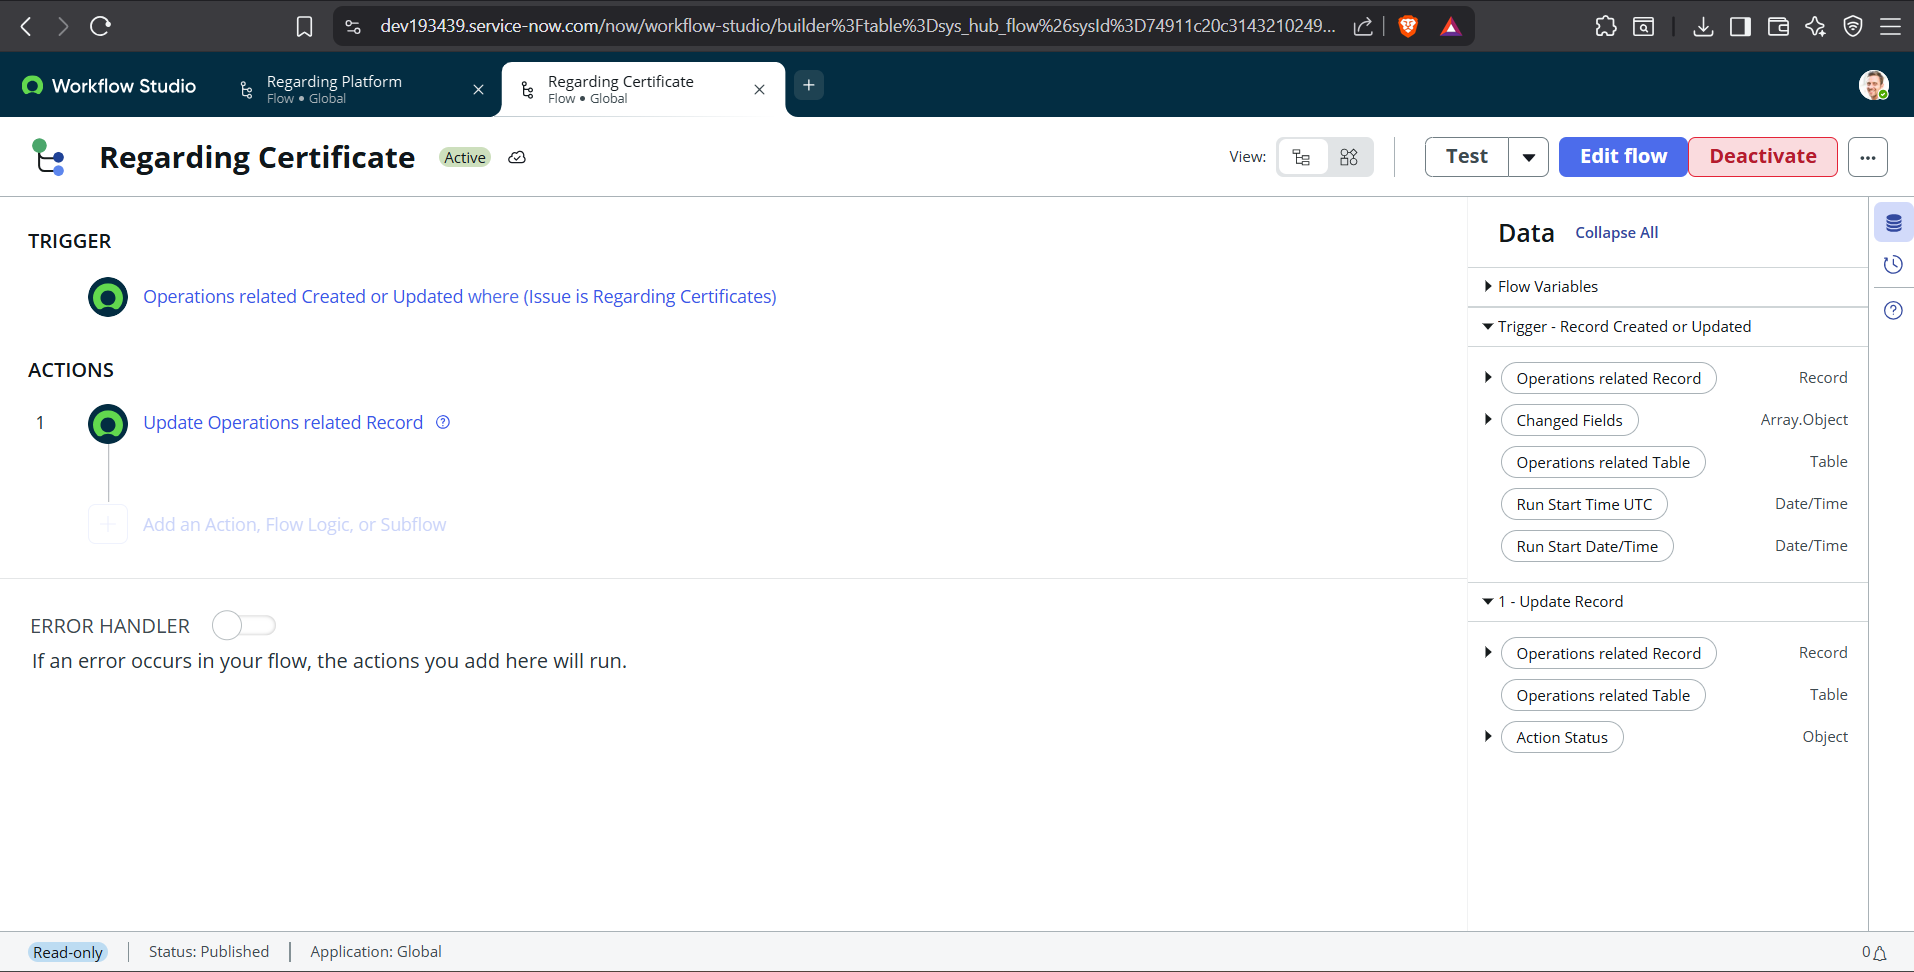 dev193439.service-now.com/now/workflow-studio/builder%3Ftable%3Dsys_hub_flow%26sysId%3D74911c20c3143210249...
Workflow Studio
Regarding Platform
Flow • Global
Regarding Certificate
Flow • Global
Regarding Certificate
Active
View:
Test
Edit flow
Deactivate
TRIGGER
Operations related Created or Updated where (Issue is Regarding Certificates)
ACTIONS
1
Update Operations related Record
Add an Action, Flow Logic, or Subflow
ERROR HANDLER
If an error occurs in your flow, the actions you add here will run.
Data
Collapse All
Flow Variables
Trigger - Record Created or Updated
Operations related Record Record
Changed Fields Array.Object
Operations related Table Table
Run Start Time UTC Date/Time
Run Start Date/Time Date/Time
1 - Update Record
Operations related Record Record
Operations related Table Table
Action Status Object
Read-only
Status: Published
Application: Global
0